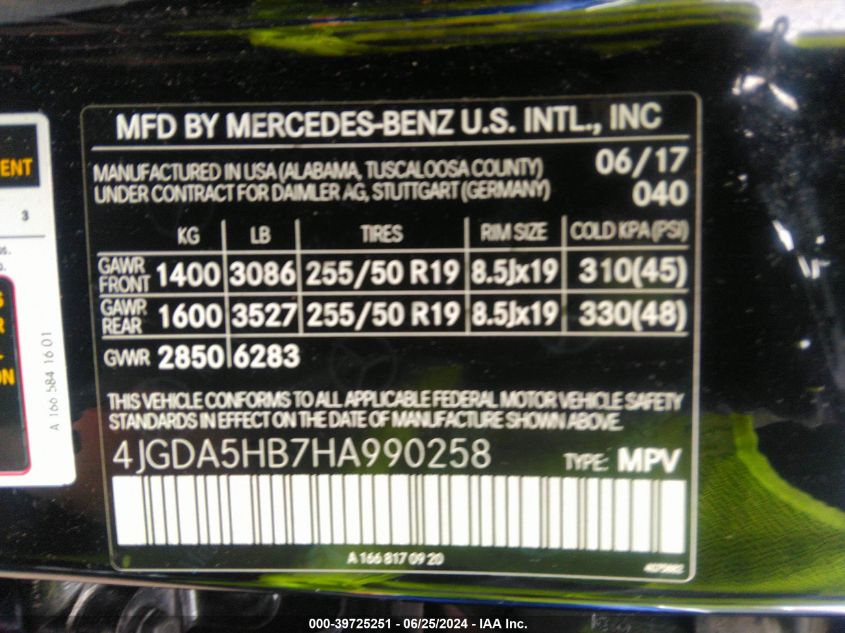 MFD BY MERCEDES-BENZ U.S. INTL., INC
MANUFACTURED IN USA (ALABAMA, TUSCALOOSA COUNTY) 06/17
UNDER CONTRACT FOR DAIMLER AG, STUTTGART (GERMANY) 040
KG LB TIRES RIM SIZE COLD KPA (PSI)
GAWR FRONT 1400 3086 255/50 R19 8.5Jx19 310(45)
GAWR REAR 1600 3527 255/50 R19 8.5Jx19 330(48)
GVWR 2850 6283
THIS VEHICLE CONFORMS TO ALL APPLICABLE FEDERAL MOTOR VEHICLE SAFETY
STANDARDS IN EFFECT ON THE DATE OF MANUFACTURE SHOWN ABOVE.
4JGDA5HB7HA990258 TYPE: MPV
A 166 817 09 20
3
A 166 584 16 01
000-39725251 - 06/25/2024 - IAA Inc.